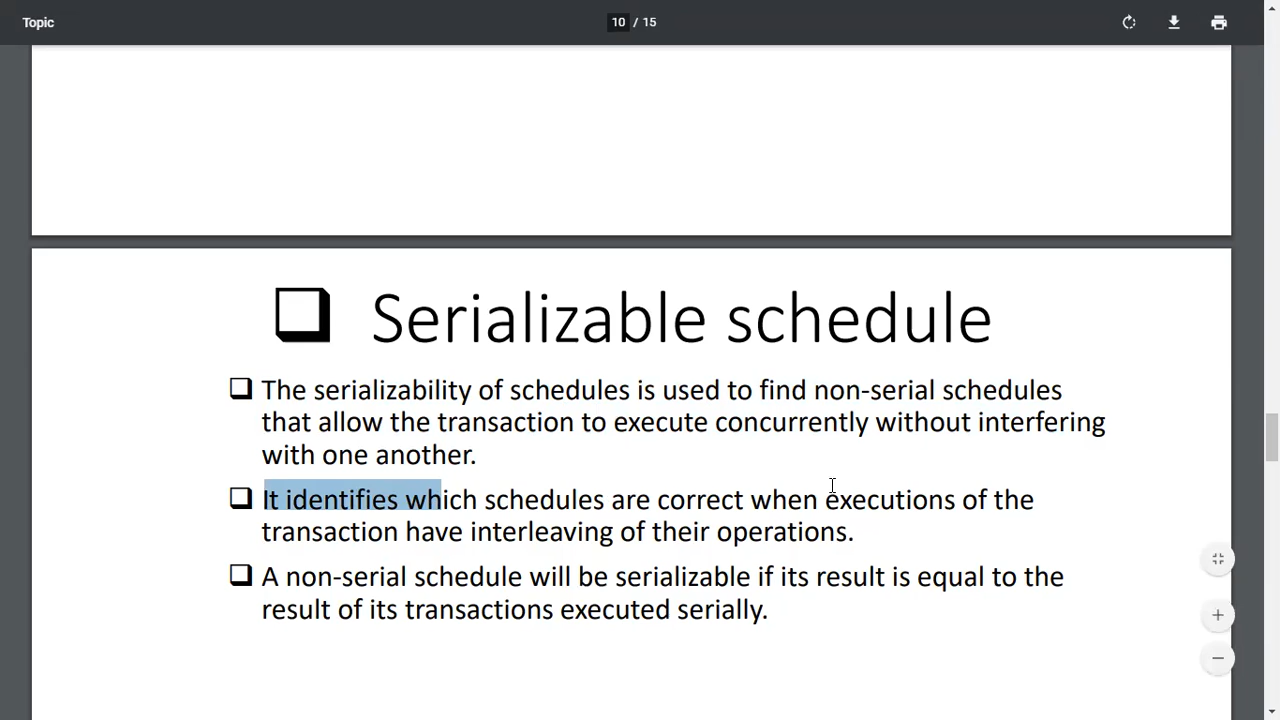 Topic
10 / 15
Serializable schedule
The serializability of schedules is used to find non-serial schedules
that allow the transaction to execute concurrently without interfering
with one another.
It identifies which schedules are correct when executions of the
transaction have interleaving of their operations.
A non-serial schedule will be serializable if its result is equal to the
result of its transactions executed serially.